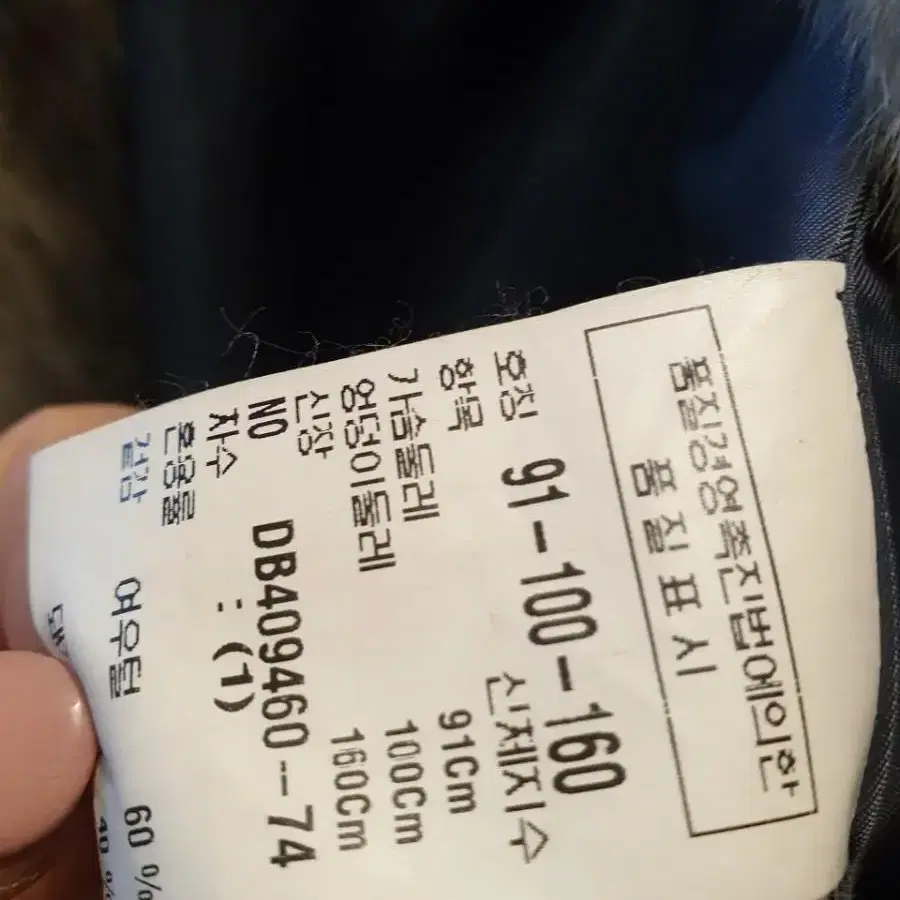 품질경영촉진법에의한
품질표시
호칭 91-100-160
항목 신체치수
가슴둘레 91Cm
엉덩이둘레 100Cm
신장 160Cm
NO DB409460--74
차수 : (1)
혼용율
겉감 여우털 60 %
40 %